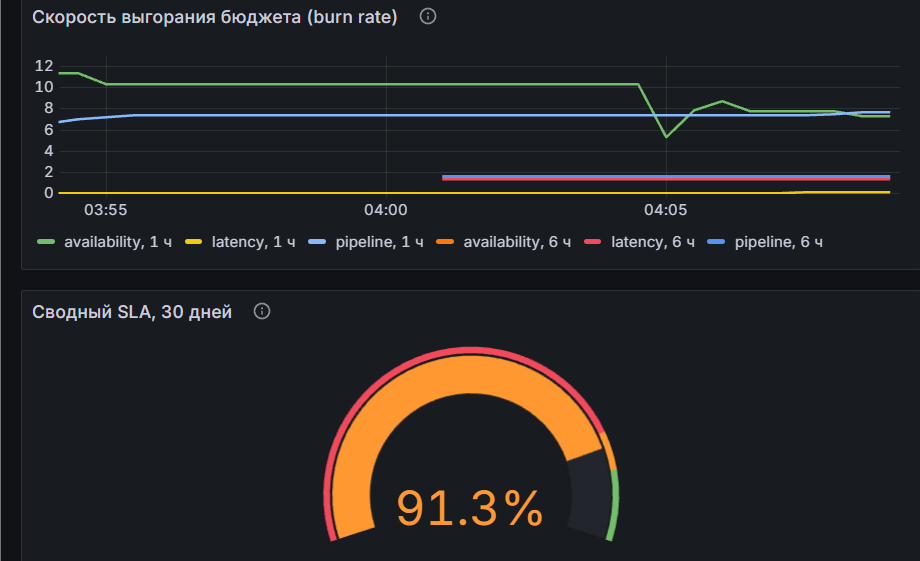 Скорость выгорания бюджета (burn rate)
12
10
8
6
4
2
0
03:55 04:00 04:05
availability, 1 ч latency, 1 ч pipeline, 1 ч availability, 6 ч latency, 6 ч pipeline, 6 ч
Сводный SLA, 30 дней
91.3%